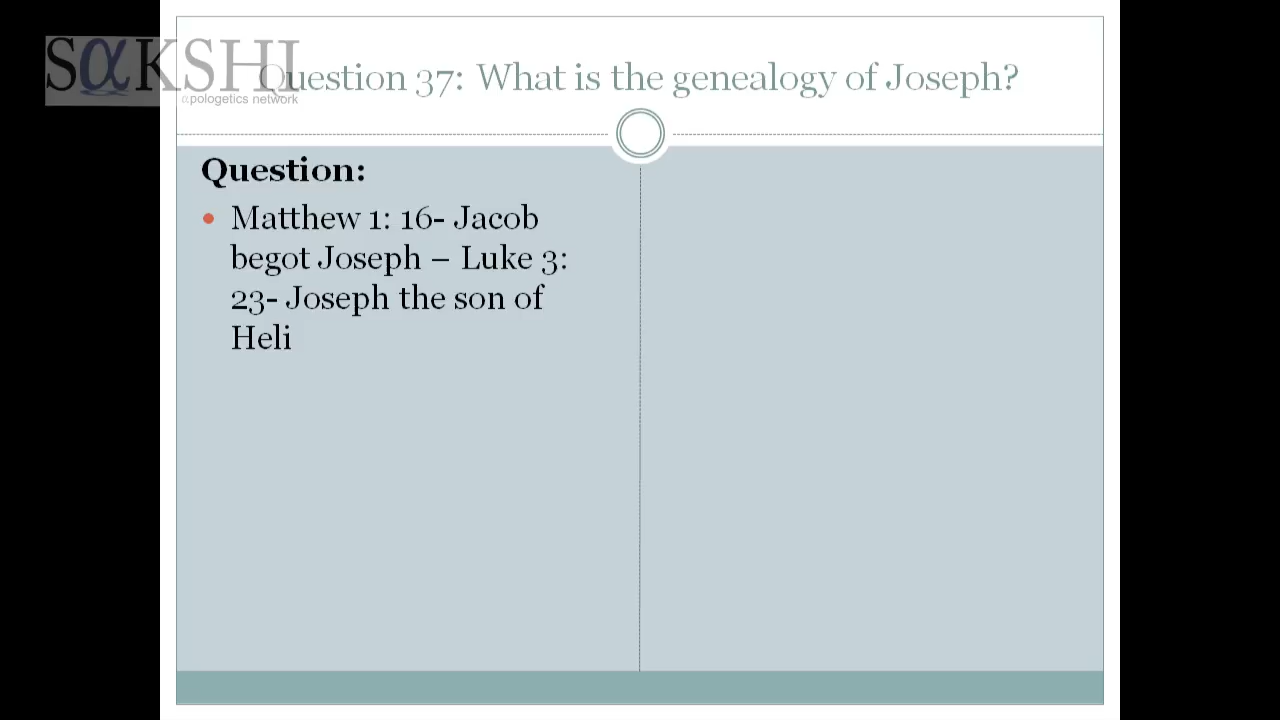 SαKSHI
αpologetics network
Question 37: What is the genealogy of Joseph?
Question:
• Matthew 1: 16- Jacob
begot Joseph – Luke 3:
23- Joseph the son of
Heli